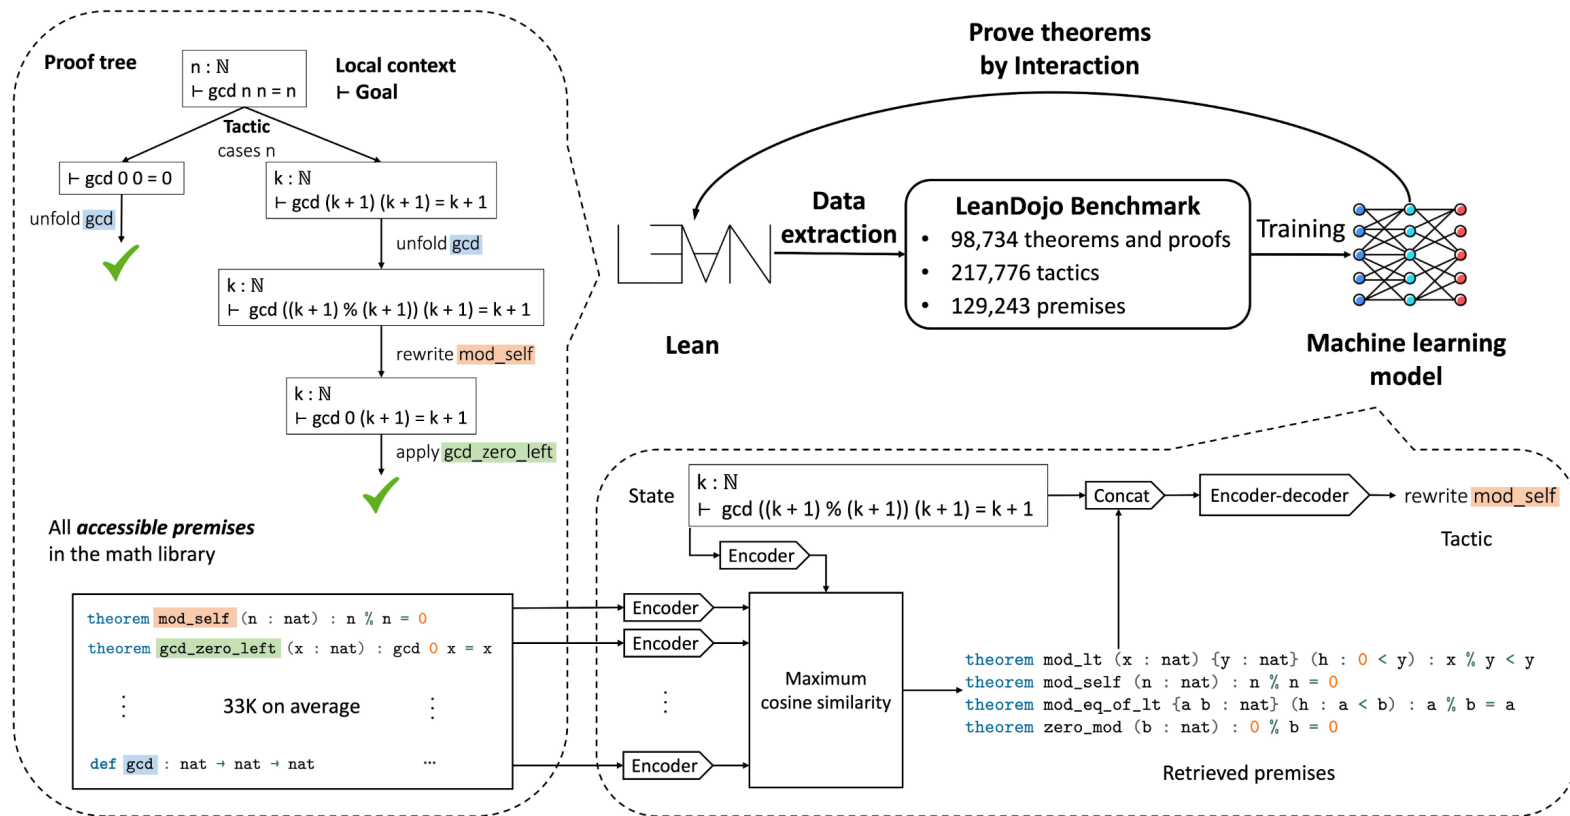 Proof tree
n : ℕ
⊢ gcd n n = n
Local context
⊢ Goal
Tactic
cases n
⊢ gcd 0 0 = 0
k : ℕ
⊢ gcd (k + 1) (k + 1) = k + 1
unfold gcd
unfold gcd
k : ℕ
⊢ gcd ((k + 1) % (k + 1)) (k + 1) = k + 1
rewrite mod_self
k : ℕ
⊢ gcd 0 (k + 1) = k + 1
apply gcd_zero_left
All accessible premises
in the math library
theorem mod_self (n : nat) : n % n = 0
theorem gcd_zero_left (x : nat) : gcd 0 x = x
⋮ 33K on average ⋮
def gcd : nat → nat → nat ...
Prove theorems
by Interaction
LEAN
Lean
Data
extraction
LeanDojo Benchmark
• 98,734 theorems and proofs
• 217,776 tactics
• 129,243 premises
Training
Machine learning
model
State
k : ℕ
⊢ gcd ((k + 1) % (k + 1)) (k + 1) = k + 1
Concat
Encoder-decoder
rewrite mod_self
Tactic
Encoder
Encoder
Encoder
⋮
Encoder
Maximum
cosine similarity
theorem mod_lt (x : nat) {y : nat} (h : 0 < y) : x % y < y
theorem mod_self (n : nat) : n % n = 0
theorem mod_eq_of_lt {a b : nat} (h : a < b) : a % b = a
theorem zero_mod (b : nat) : 0 % b = 0
Retrieved premises